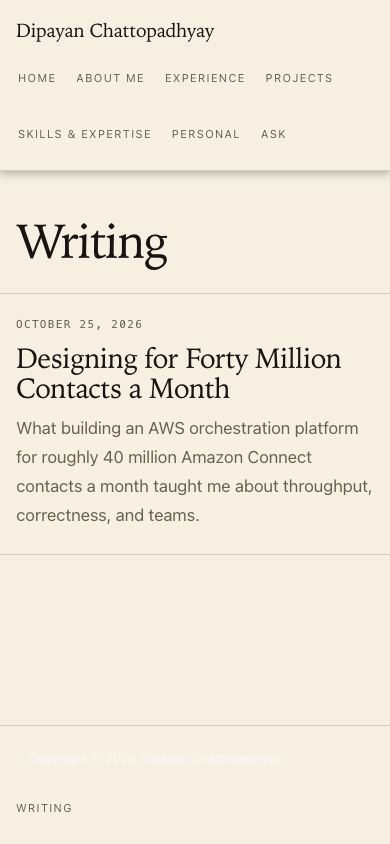 Dipayan Chattopadhyay
HOME ABOUT ME EXPERIENCE PROJECTS
SKILLS & EXPERTISE PERSONAL ASK
Writing
OCTOBER 25, 2026
Designing for Forty Million
Contacts a Month
What building an AWS orchestration platform
for roughly 40 million Amazon Connect
contacts a month taught me about throughput,
correctness, and teams.
Copyright © 2026 Dipayan Chattopadhyay
WRITING